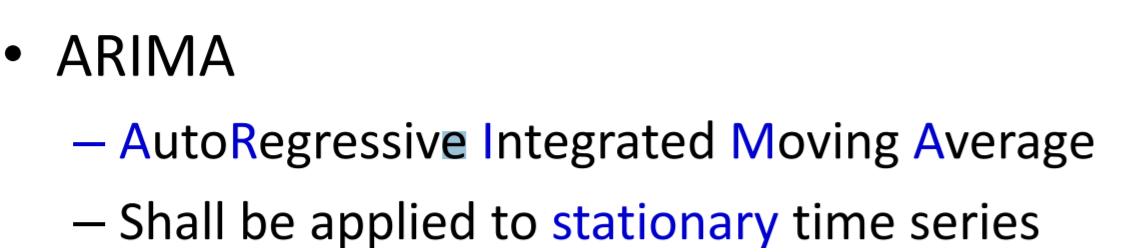 • ARIMA
– AutoRegressive Integrated Moving Average
– Shall be applied to stationary time series